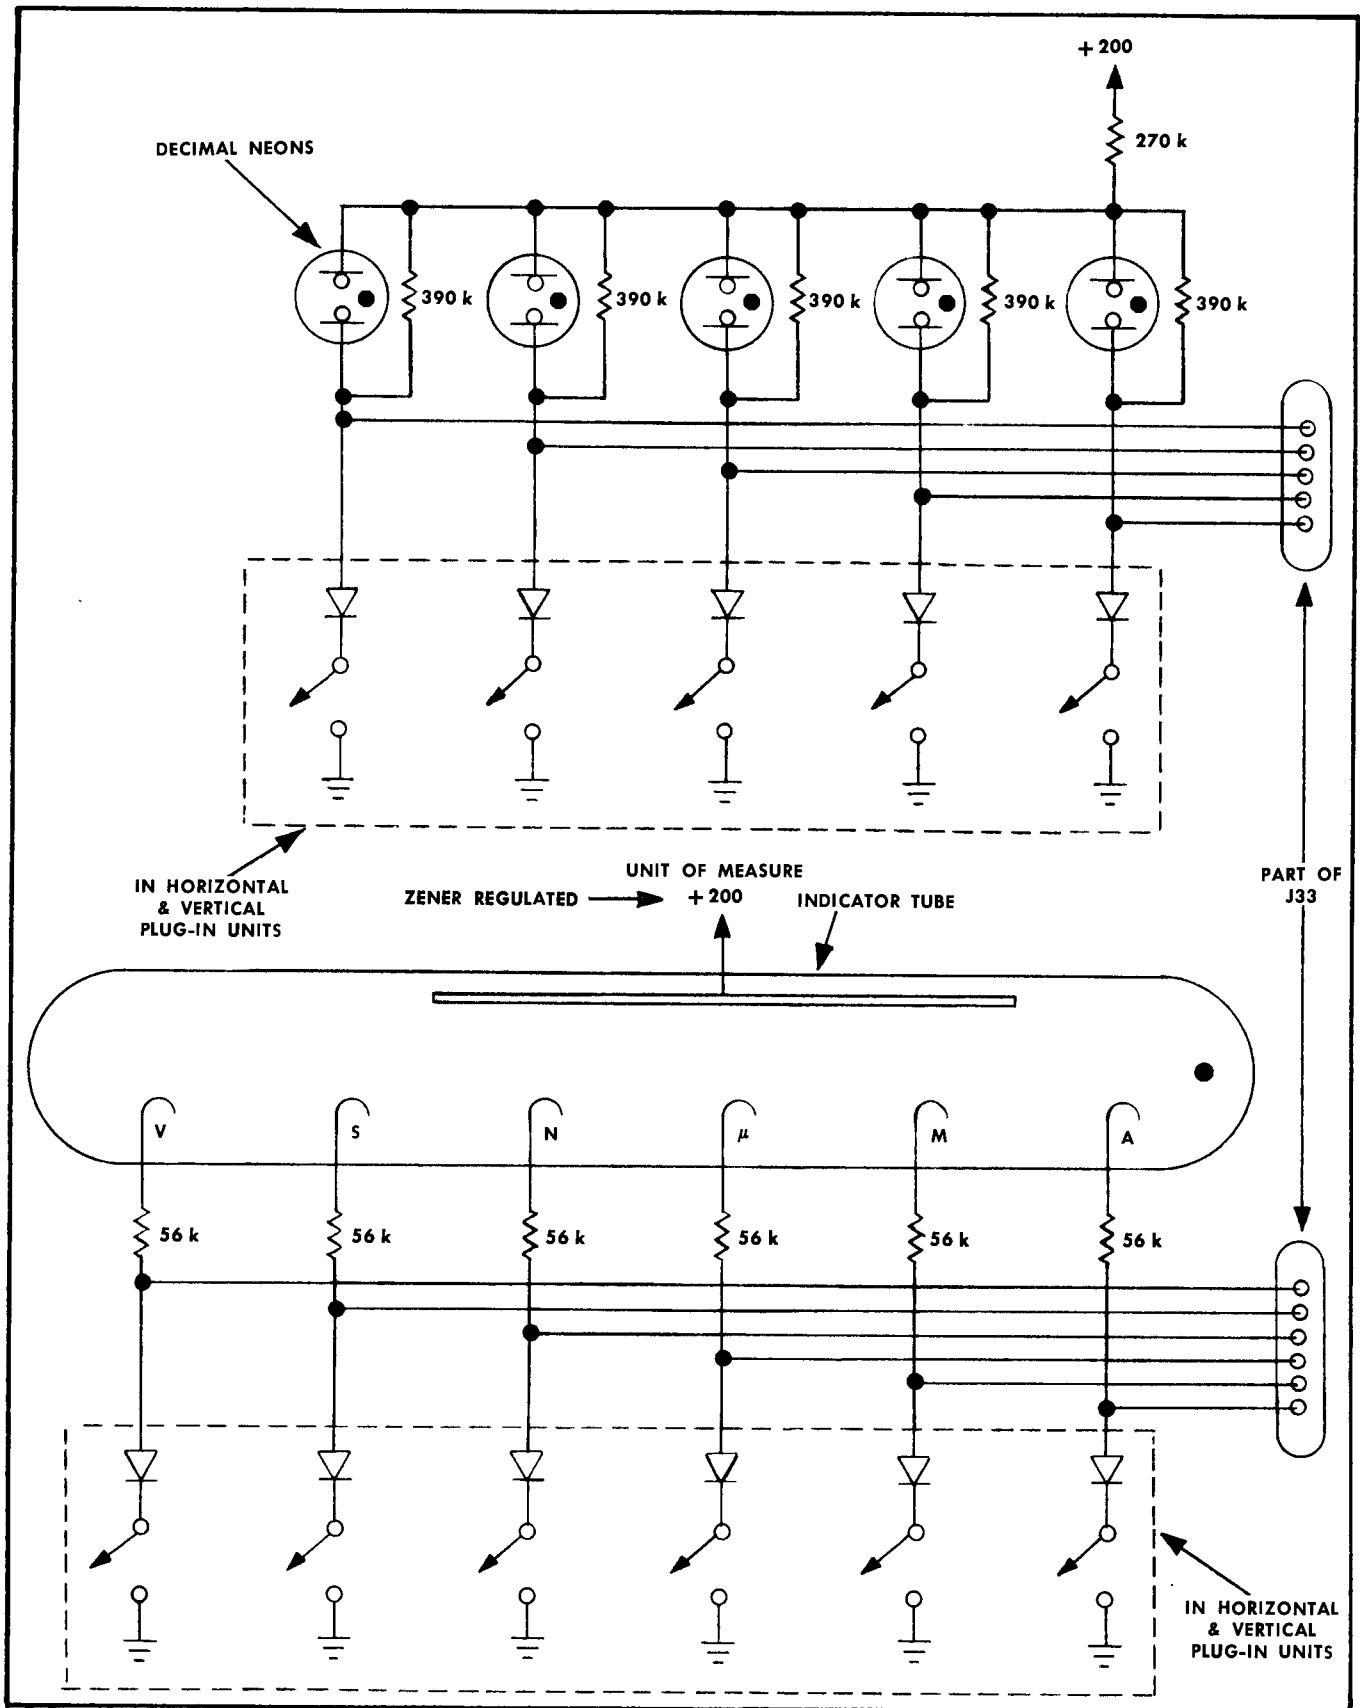 +200
270 k
DECIMAL NEONS
390 k
390 k
390 k
390 k
390 k
IN HORIZONTAL
& VERTICAL
PLUG-IN UNITS
UNIT OF MEASURE
ZENER REGULATED
+200
INDICATOR TUBE
PART OF
J33
V
S
N
μ
M
A
56 k
56 k
56 k
56 k
56 k
56 k
IN HORIZONTAL
& VERTICAL
PLUG-IN UNITS